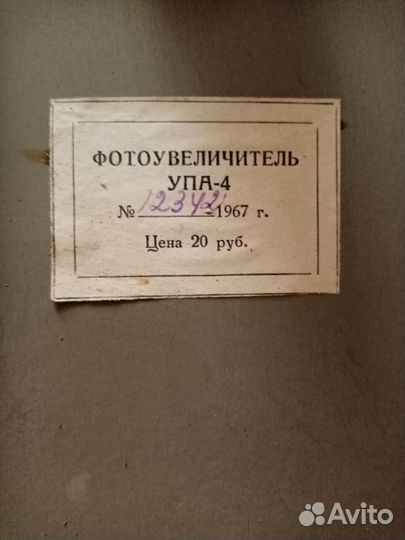 ФОТОУВЕЛИЧИТЕЛЬ
УПА-4
№ 12342 1967 г.
Цена 20 руб.
Avito